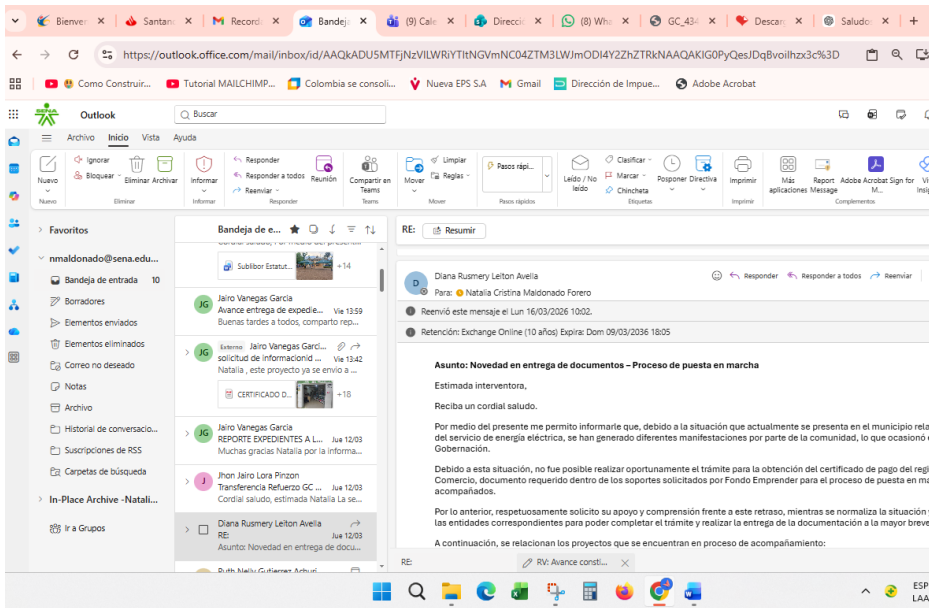 Bienver
Santand
M Record
Bandeja
(9) Cale
Direcció
(8) Wha
GC_434
Descarg
Saludo
https://outlook.office.com/mail/inbox/id/AAQkADU5MTFjNzVlLWRiYTItNGVmNC04ZTM3LWJmODI4Y2ZhZTRkNAAQAKIG0PyQesJDqBvoiIhzx3c%3D
Como Construir...
Tutorial MAILCHIMP...
Colombia se consoli...
Nueva EPS S.A
Gmail
Dirección de Impue...
Adobe Acrobat
SENA
Outlook
Buscar
Archivo
Inicio
Vista
Ayuda
Nuevo
Ignorar
Bloquear
Eliminar
Archivar
Informar
Responder
Responder a todos
Reenviar
Reunión
Compartir en Teams
Mover
Limpiar
Reglas
Pasos rápi...
Leído / No leído
Clasificar
Marcar
Chincheta
Posponer
Directiva
Imprimir
Más aplicaciones
Report Message
Adobe Acrobat Sign for M...
Nuevo
Eliminar
Informar
Responder
Teams
Mover
Pasos rápidos
Etiquetas
Imprimir
Complementos
Favoritos
nmaldonado@sena.edu...
Bandeja de entrada 10
Borradores
Elementos enviados
Elementos eliminados
Correo no deseado
Notas
Archivo
Historial de conversacio...
Suscripciones de RSS
Carpetas de búsqueda
In-Place Archive -Natali...
Ir a Grupos
Bandeja de e...
Sublibor Estatut...
+14
JG
Jairo Vanegas Garcia
Avance entrega de expedie... Vie 13:59
Buenas tardes a todos, comparto rep...
JG
Externo Jairo Vanegas Garci...
solicitud de informacionid ... Vie 13:42
Natalia , este proyecto ya se envio a ...
CERTIFICADO D...
+18
JG
Jairo Vanegas Garcia
REPORTE EXPEDIENTES A L... Jue 12/03
Muchas gracias Natalia por la informa...
J
Jhon Jairo Lora Pinzon
Transferencia Refuerzo GC ... Jue 12/03
Cordial saludo, estimada Natalia La se...
Diana Rusmery Leiton Avella
RE: Jue 12/03
Asunto: Novedad en entrega de docu...
Ruth Nelly Gutierrez Achuri
RE:
Resumir
D
Diana Rusmery Leiton Avella
Para: Natalia Cristina Maldonado Forero
Responder
Responder a todos
Reenviar
Reenvió este mensaje el Lun 16/03/2026 10:02.
Retención: Exchange Online (10 años) Expira: Dom 09/03/2036 18:05
Asunto: Novedad en entrega de documentos – Proceso de puesta en marcha
Estimada interventora,
Reciba un cordial saludo.
Por medio del presente me permito informarle que, debido a la situación que actualmente se presenta en el municipio rela
del servicio de energía eléctrica, se han generado diferentes manifestaciones por parte de la comunidad, lo que ocasionó
Gobernación.
Debido a esta situación, no fue posible realizar oportunamente el trámite para la obtención del certificado de pago del regi
Comercio, documento requerido dentro de los soportes solicitados por Fondo Emprender para el proceso de puesta en ma
acompañados.
Por lo anterior, respetuosamente solicito su apoyo y comprensión frente a este retraso, mientras se normaliza la situación
las entidades correspondientes para poder completar el trámite y realizar la entrega de la documentación a la mayor breve
A continuación, se relacionan los proyectos que se encuentran en proceso de acompañamiento:
RE:
RV: Avance consti...
ESP
LAA